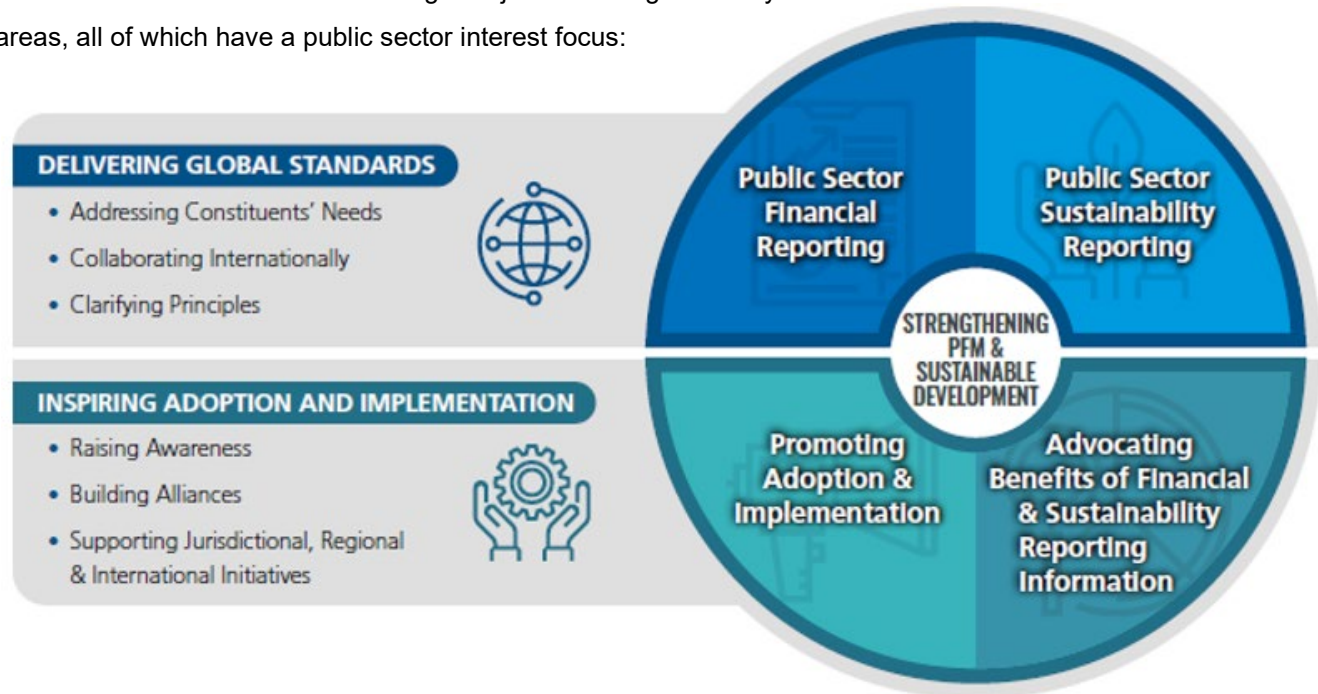 areas, all of which have a public sector interest focus:
DELIVERING GLOBAL STANDARDS
• Addressing Constituents’ Needs
• Collaborating Internationally
• Clarifying Principles
INSPIRING ADOPTION AND IMPLEMENTATION
• Raising Awareness
• Building Alliances
• Supporting Jurisdictional, Regional
& International Initiatives
Public Sector
Financial
Reporting
Public Sector
Sustainability
Reporting
STRENGTHENING
PFM &
SUSTAINABLE
DEVELOPMENT
Promoting
Adoption &
Implementation
Advocating
Benefits of Financial
& Sustainability
Reporting
Information